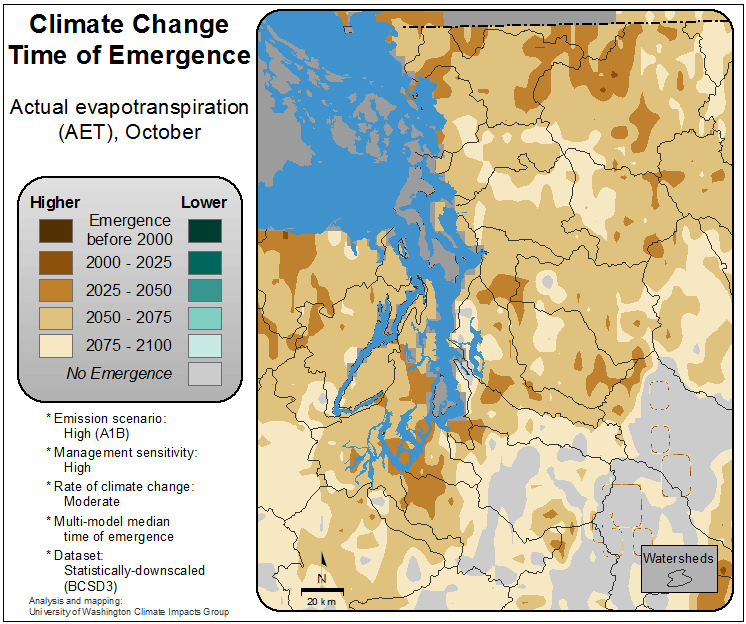 Climate Change
Time of Emergence
Actual evapotranspiration
(AET), October
Higher
Lower
Emergence
before 2000
2000 - 2025
2025 - 2050
2050 - 2075
2075 - 2100
No Emergence
* Emission scenario:
High (A1B)
* Management sensitivity:
High
* Rate of climate change:
Moderate
* Multi-model median
time of emergence
* Dataset:
Statistically-downscaled
(BCSD3)
Analysis and mapping:
University of Washington Climate Impacts Group
N
20 km
Watersheds